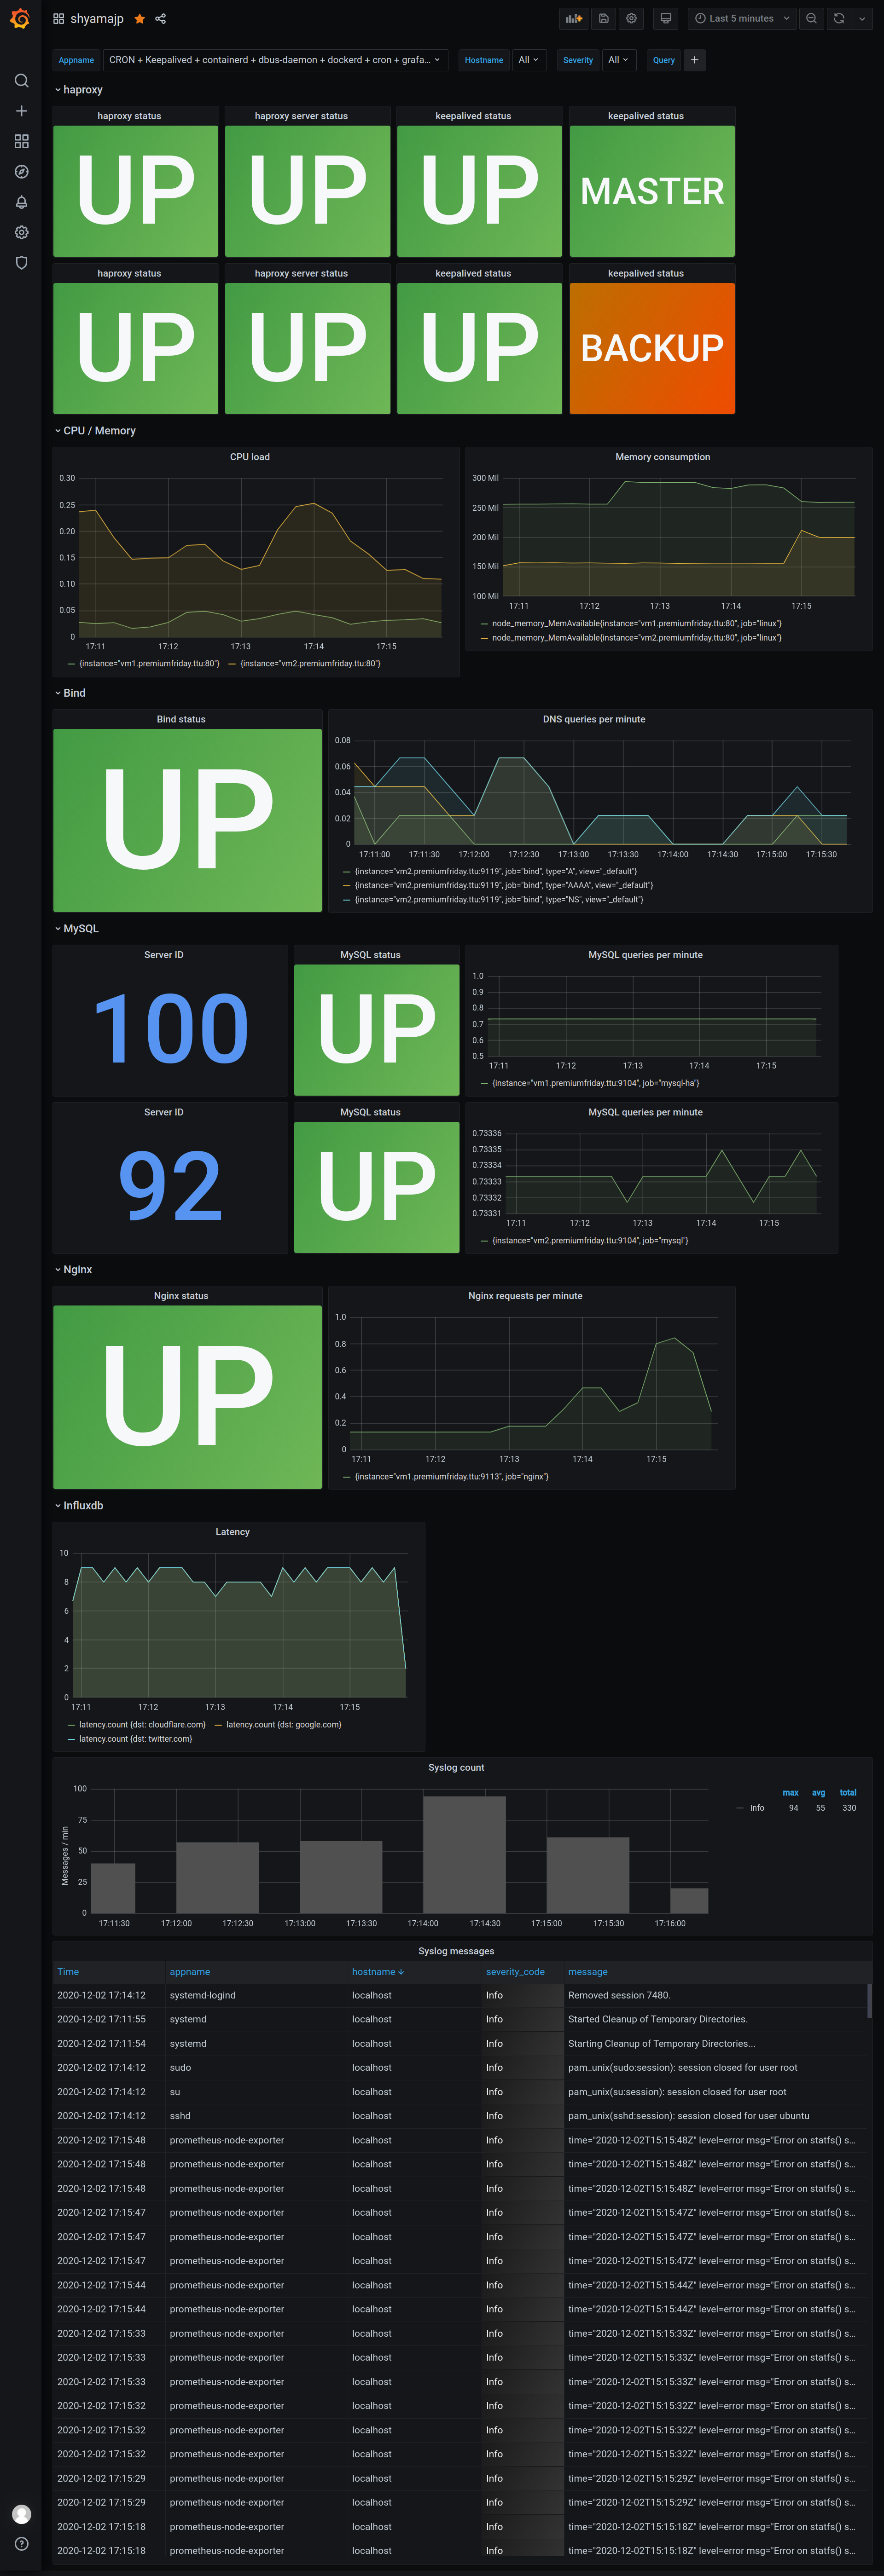 shyamajp
Last 5 minutes
Appname CRON + Keepalived + containerd + dbus-daemon + dockerd + cron + grafa... Hostname All Severity All Query +
haproxy
haproxy status haproxy server status keepalived status keepalived status
UP UP UP MASTER
haproxy status haproxy server status keepalived status keepalived status
UP UP UP BACKUP
CPU / Memory
CPU load
0.30
0.25
0.20
0.15
0.10
0.05
0
17:11 17:12 17:13 17:14 17:15
{instance="vm1.premiumfriday.ttu:80"} {instance="vm2.premiumfriday.ttu:80"}
Memory consumption
300 Mil
250 Mil
200 Mil
150 Mil
100 Mil
17:11 17:12 17:13 17:14 17:15
node_memory_MemAvailable{instance="vm1.premiumfriday.ttu:80", job="linux"}
node_memory_MemAvailable{instance="vm2.premiumfriday.ttu:80", job="linux"}
Bind
Bind status
UP
DNS queries per minute
0.08
0.06
0.04
0.02
0
17:11:00 17:11:30 17:12:00 17:12:30 17:13:00 17:13:30 17:14:00 17:14:30 17:15:00 17:15:30
{instance="vm2.premiumfriday.ttu:9119", job="bind", type="A", view="_default"}
{instance="vm2.premiumfriday.ttu:9119", job="bind", type="AAAA", view="_default"}
{instance="vm2.premiumfriday.ttu:9119", job="bind", type="NS", view="_default"}
MySQL
Server ID
100
MySQL status
UP
MySQL queries per minute
1.0
0.9
0.8
0.7
0.6
0.5
17:11 17:12 17:13 17:14 17:15
{instance="vm1.premiumfriday.ttu:9104", job="mysql-ha"}
Server ID
92
MySQL status
UP
MySQL queries per minute
0.73336
0.73335
0.73334
0.73333
0.73332
0.73331
17:11 17:12 17:13 17:14 17:15
{instance="vm2.premiumfriday.ttu:9104", job="mysql"}
Nginx
Nginx status
UP
Nginx requests per minute
1.0
0.8
0.6
0.4
0.2
0
17:11 17:12 17:13 17:14 17:15
{instance="vm1.premiumfriday.ttu:9113", job="nginx"}
Influxdb
Latency
10
8
6
4
2
0
17:11 17:12 17:13 17:14 17:15
latency.count {dst: cloudflare.com} latency.count {dst: google.com}
latency.count {dst: twitter.com}
Syslog count
Messages / min
100
75
50
25
0
17:11:30 17:12:00 17:12:30 17:13:00 17:13:30 17:14:00 17:14:30 17:15:00 17:15:30 17:16:00
max avg total
Info 94 55 330
Syslog messages
Time appname hostname severity_code message
2020-12-02 17:14:12 systemd-logind localhost Info Removed session 7480.
2020-12-02 17:11:55 systemd localhost Info Started Cleanup of Temporary Directories.
2020-12-02 17:11:54 systemd localhost Info Starting Cleanup of Temporary Directories...
2020-12-02 17:14:12 sudo localhost Info pam_unix(sudo:session): session closed for user root
2020-12-02 17:14:12 su localhost Info pam_unix(su:session): session closed for user root
2020-12-02 17:14:12 sshd localhost Info pam_unix(sshd:session): session closed for user ubuntu
2020-12-02 17:15:48 prometheus-node-exporter localhost Info time="2020-12-02T15:15:48Z" level=error msg="Error on statfs() s...
2020-12-02 17:15:48 prometheus-node-exporter localhost Info time="2020-12-02T15:15:48Z" level=error msg="Error on statfs() s...
2020-12-02 17:15:48 prometheus-node-exporter localhost Info time="2020-12-02T15:15:48Z" level=error msg="Error on statfs() s...
2020-12-02 17:15:47 prometheus-node-exporter localhost Info time="2020-12-02T15:15:47Z" level=error msg="Error on statfs() s...
2020-12-02 17:15:47 prometheus-node-exporter localhost Info time="2020-12-02T15:15:47Z" level=error msg="Error on statfs() s...
2020-12-02 17:15:47 prometheus-node-exporter localhost Info time="2020-12-02T15:15:47Z" level=error msg="Error on statfs() s...
2020-12-02 17:15:44 prometheus-node-exporter localhost Info time="2020-12-02T15:15:44Z" level=error msg="Error on statfs() s...
2020-12-02 17:15:44 prometheus-node-exporter localhost Info time="2020-12-02T15:15:44Z" level=error msg="Error on statfs() s...
2020-12-02 17:15:33 prometheus-node-exporter localhost Info time="2020-12-02T15:15:33Z" level=error msg="Error on statfs() s...
2020-12-02 17:15:33 prometheus-node-exporter localhost Info time="2020-12-02T15:15:33Z" level=error msg="Error on statfs() s...
2020-12-02 17:15:33 prometheus-node-exporter localhost Info time="2020-12-02T15:15:33Z" level=error msg="Error on statfs() s...
2020-12-02 17:15:32 prometheus-node-exporter localhost Info time="2020-12-02T15:15:32Z" level=error msg="Error on statfs() s...
2020-12-02 17:15:32 prometheus-node-exporter localhost Info time="2020-12-02T15:15:32Z" level=error msg="Error on statfs() s...
2020-12-02 17:15:32 prometheus-node-exporter localhost Info time="2020-12-02T15:15:32Z" level=error msg="Error on statfs() s...
2020-12-02 17:15:29 prometheus-node-exporter localhost Info time="2020-12-02T15:15:29Z" level=error msg="Error on statfs() s...
2020-12-02 17:15:29 prometheus-node-exporter localhost Info time="2020-12-02T15:15:29Z" level=error msg="Error on statfs() s...
2020-12-02 17:15:18 prometheus-node-exporter localhost Info time="2020-12-02T15:15:18Z" level=error msg="Error on statfs() s...
2020-12-02 17:15:18 prometheus-node-exporter localhost Info time="2020-12-02T15:15:18Z" level=error msg="Error on statfs() s...